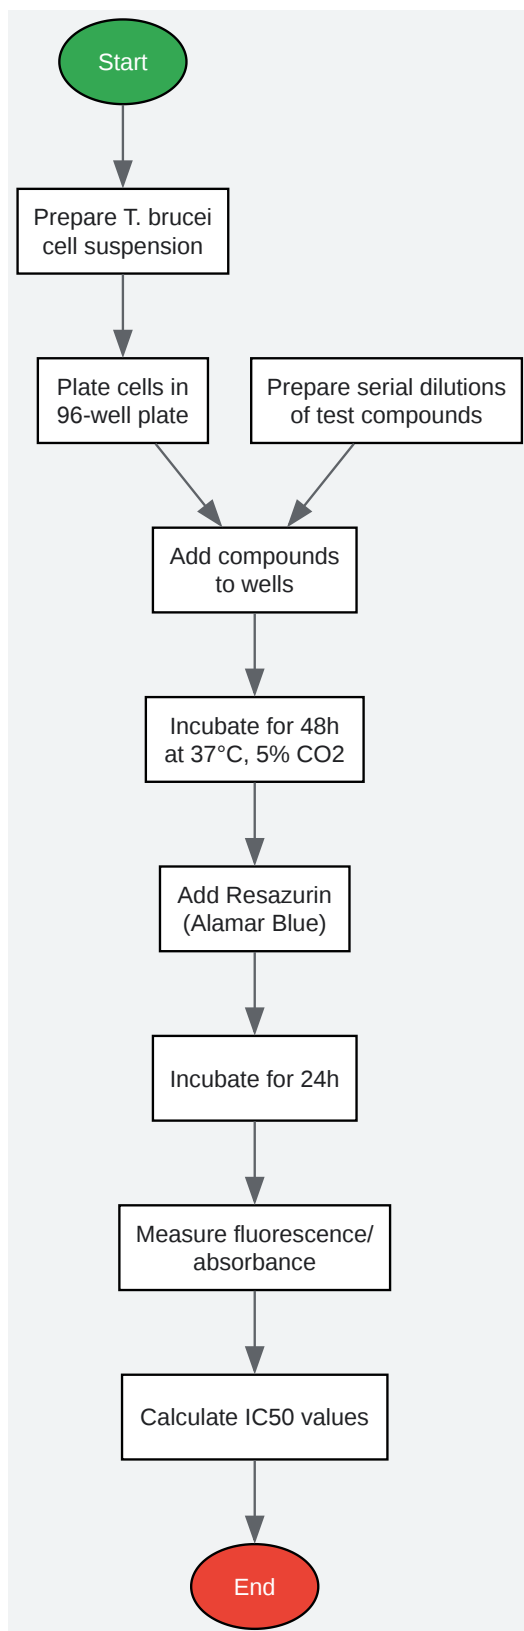 Start
Prepare T. brucei
cell suspension
Plate cells in
96-well plate
Prepare serial dilutions
of test compounds
Add compounds
to wells
Incubate for 48h
at 37°C, 5% CO2
Add Resazurin
(Alamar Blue)
Incubate for 24h
Measure fluorescence/
absorbance
Calculate IC50 values
End